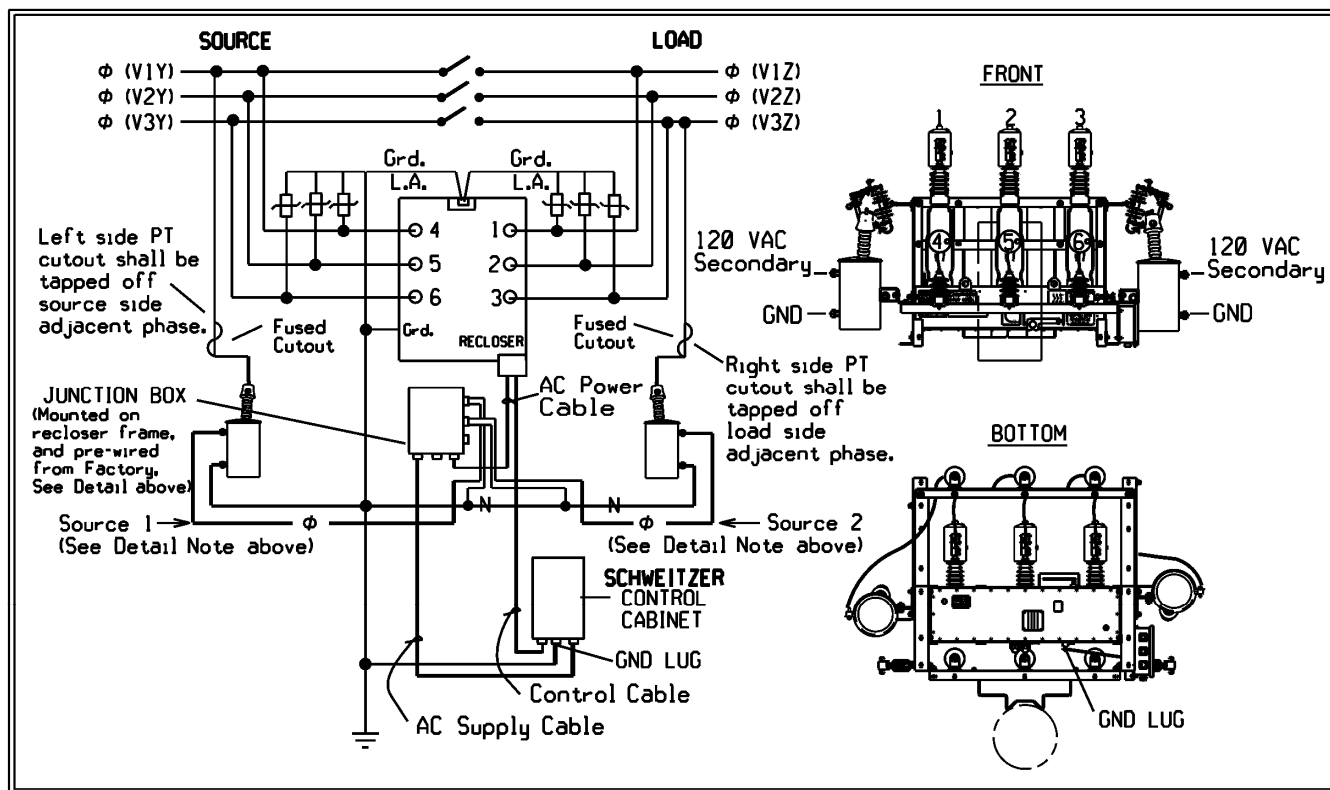 SOURCE
LOAD
Φ (V1Y)
Φ (V1Z)
Φ (V2Y)
Φ (V2Z)
Φ (V3Y)
Φ (V3Z)
Grd.
L.A.
Grd.
L.A.
4
5
6
1
2
3
Grd.
RECLOSER
Left side PT
cutout shall be
tapped off
source side
adjacent phase.
Fused
Cutout
Fused
Cutout
Right side PT
cutout shall be
tapped off
load side
adjacent phase.
AC Power
Cable
JUNCTION BOX
(Mounted on
recloser frame,
and pre-wired
from Factory.
See Detail above)
N
N
Source 1
Φ
(See Detail Note above)
Φ
Source 2
(See Detail Note above)
SCHWEITZER
CONTROL
CABINET
GND LUG
Control Cable
AC Supply Cable
FRONT
1
2
3
4
5
6
120 VAC
Secondary
GND
120 VAC
Secondary
GND
BOTTOM
GND LUG